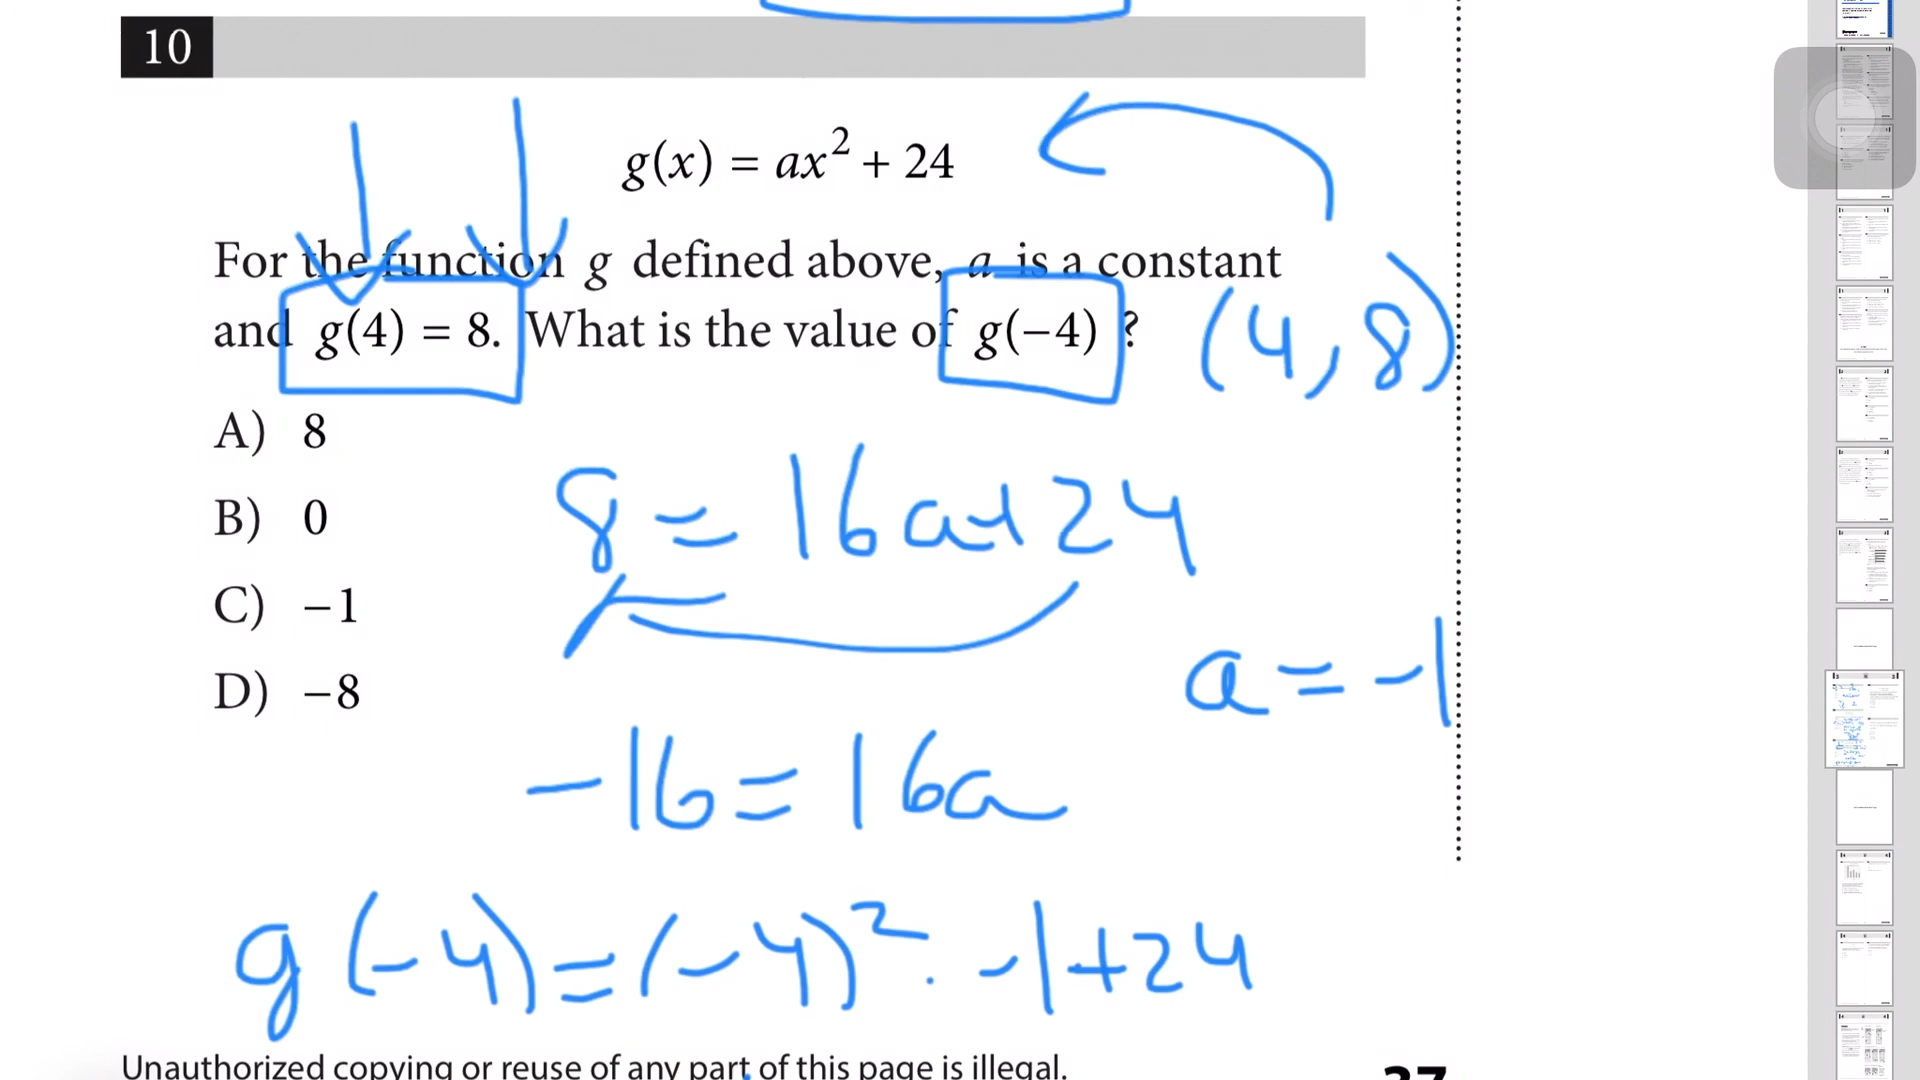 10
g(x) = ax² + 24
For the function g defined above, a is a constant
and g(4) = 8. What is the value of g(−4) ?
(4,8)
A) 8
B) 0
C) −1
D) −8
8 = 16a+24
a = -1
-16 = 16a
g(-4) = (-4)² · -1+24
Unauthorized copying or reuse of any part of this page is illegal.
37